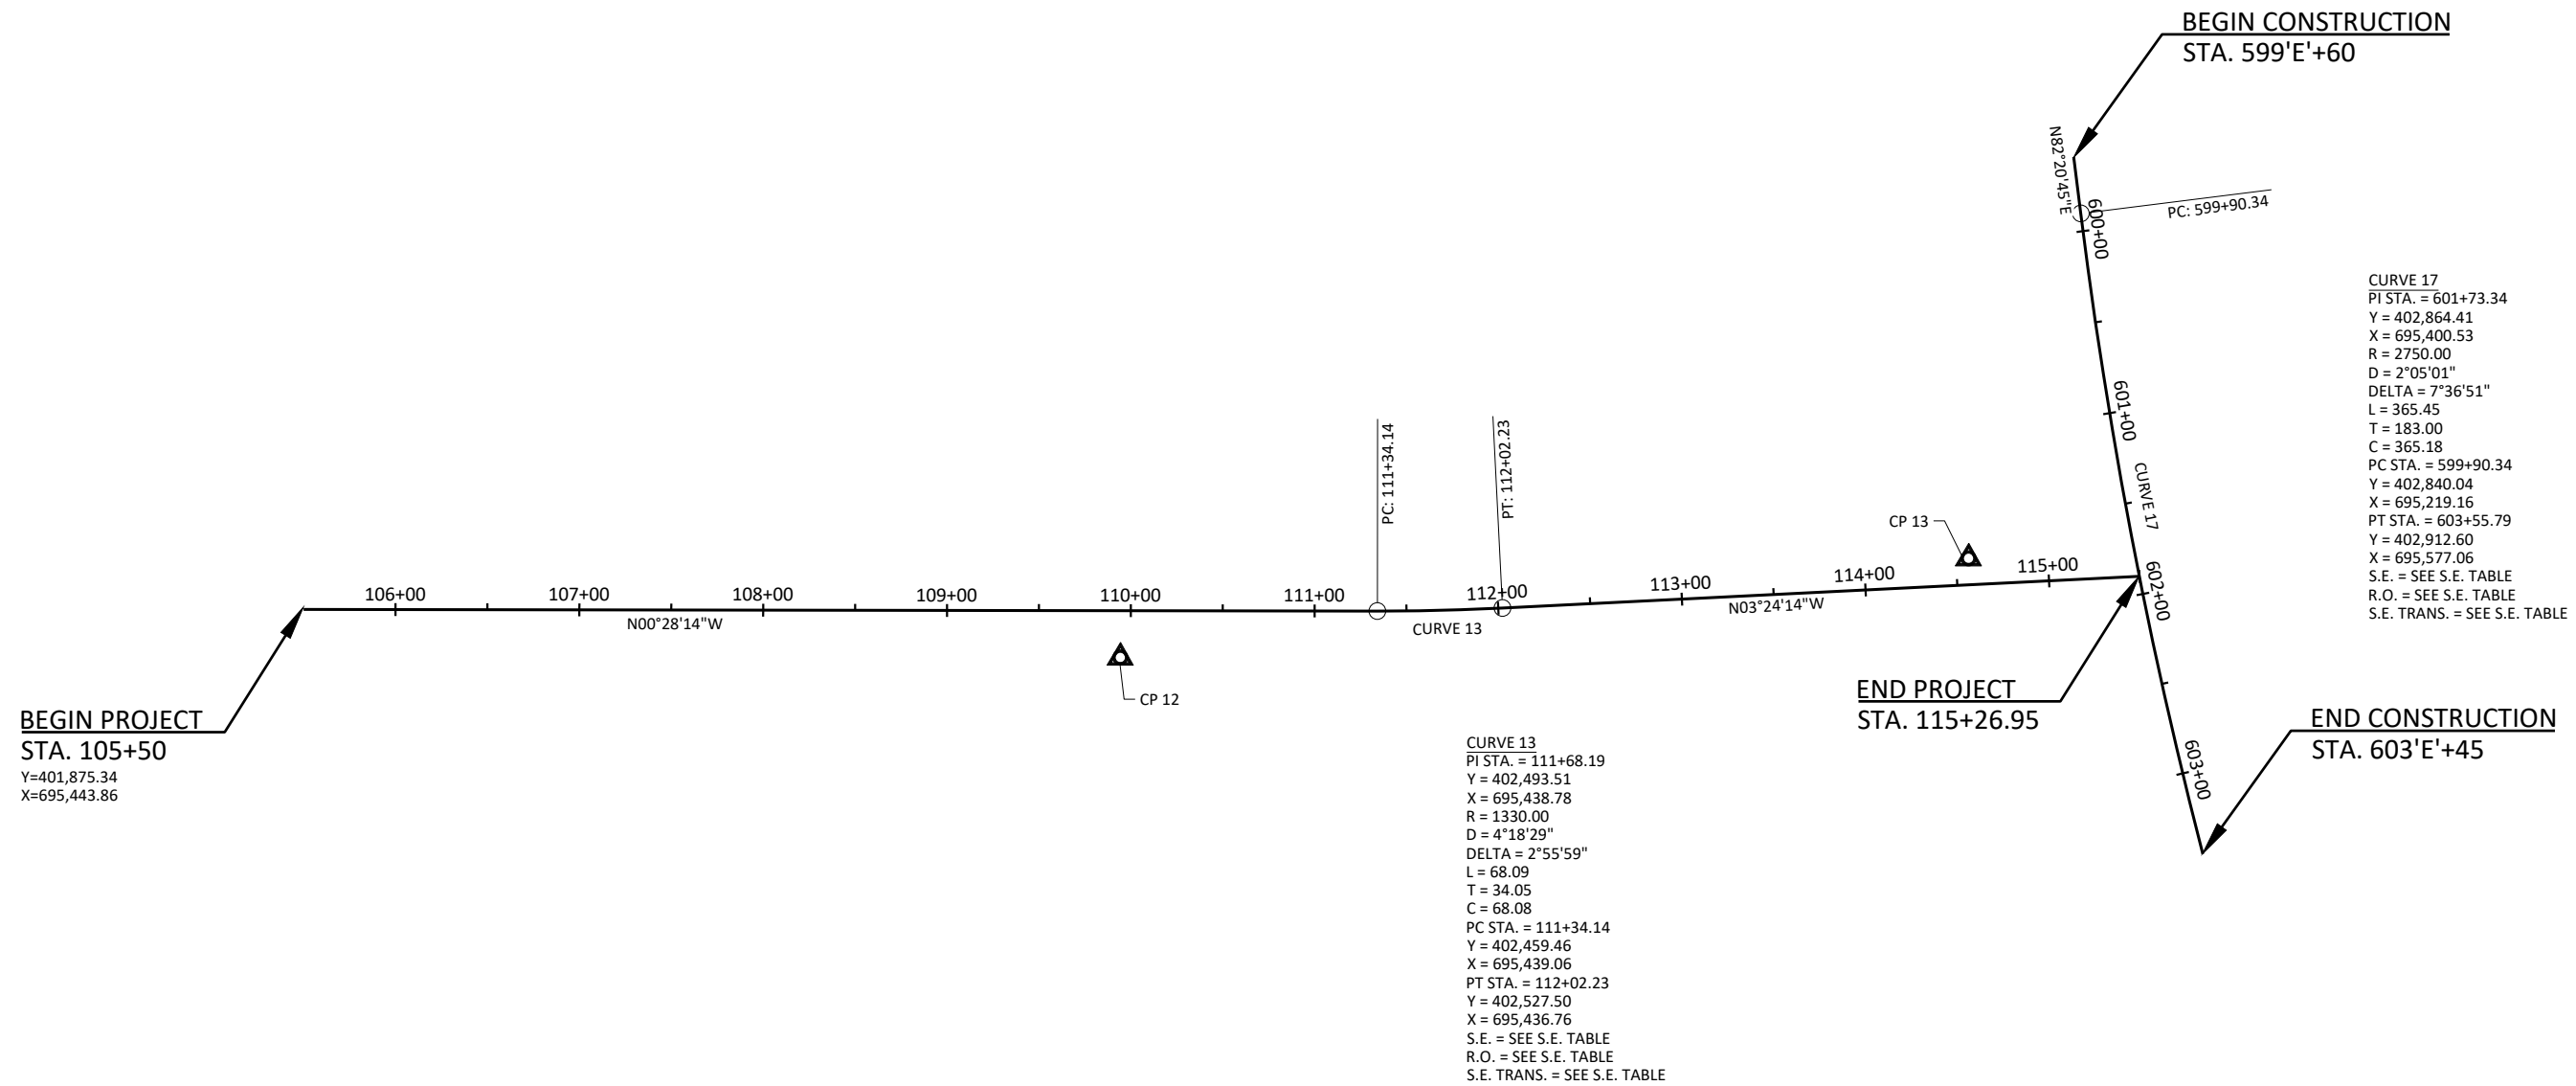 BEGIN CONSTRUCTION
STA. 599'E'+60
N82°20'45"E
PC: 599+90.34
600+00
601+00
CURVE 17
602+00
603+00
CURVE 17
PI STA. = 601+73.34
Y = 402,864.41
X = 695,400.53
R = 2750.00
D = 2°05'01"
DELTA = 7°36'51"
L = 365.45
T = 183.00
C = 365.18
PC STA. = 599+90.34
Y = 402,840.04
X = 695,219.16
PT STA. = 603+55.79
Y = 402,912.60
X = 695,577.06
S.E. = SEE S.E. TABLE
R.O. = SEE S.E. TABLE
S.E. TRANS. = SEE S.E. TABLE
PC: 111+34.14
PT: 112+02.23
CP 13
106+00
107+00
108+00
109+00
110+00
111+00
112+00
113+00
114+00
115+00
N00°28'14"W
CURVE 13
N03°24'14"W
CP 12
BEGIN PROJECT
STA. 105+50
Y=401,875.34
X=695,443.86
END PROJECT
STA. 115+26.95
END CONSTRUCTION
STA. 603'E'+45
CURVE 13
PI STA. = 111+68.19
Y = 402,493.51
X = 695,438.78
R = 1330.00
D = 4°18'29"
DELTA = 2°55'59"
L = 68.09
T = 34.05
C = 68.08
PC STA. = 111+34.14
Y = 402,459.46
X = 695,439.06
PT STA. = 112+02.23
Y = 402,527.50
X = 695,436.76
S.E. = SEE S.E. TABLE
R.O. = SEE S.E. TABLE
S.E. TRANS. = SEE S.E. TABLE